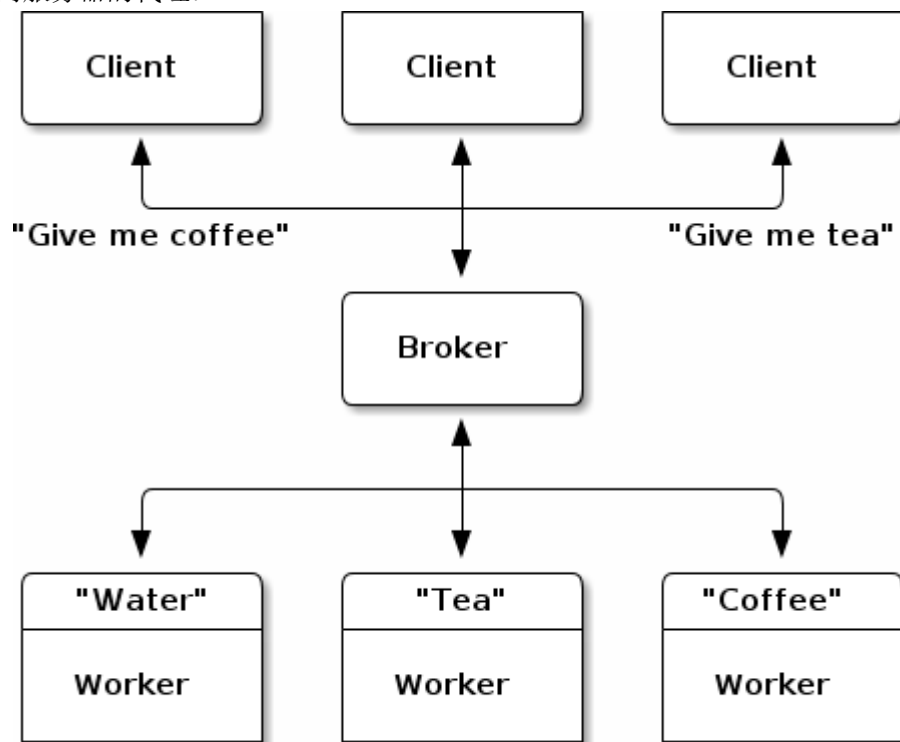 Client Client Client
"Give me coffee" "Give me tea"
Broker
"Water" "Tea" "Coffee"
Worker Worker Worker